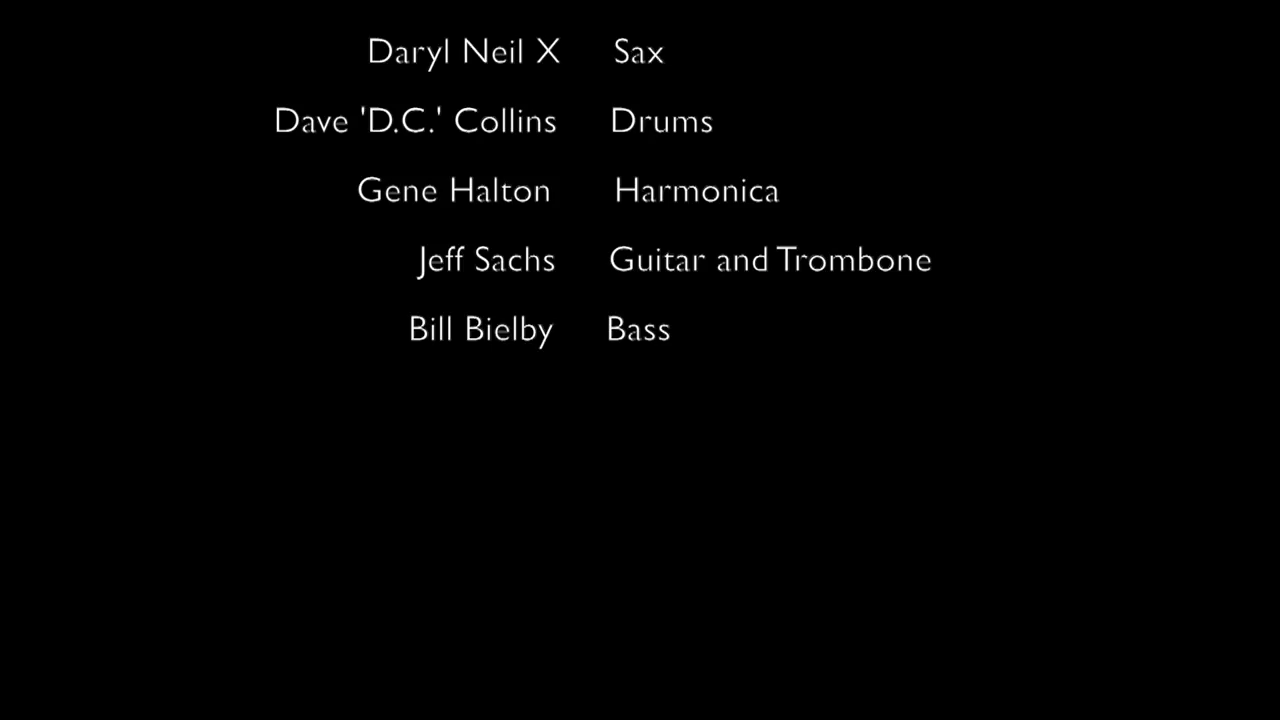 Daryl Neil X Sax
Dave 'D.C.' Collins Drums
Gene Halton Harmonica
Jeff Sachs Guitar and Trombone
Bill Bielby Bass